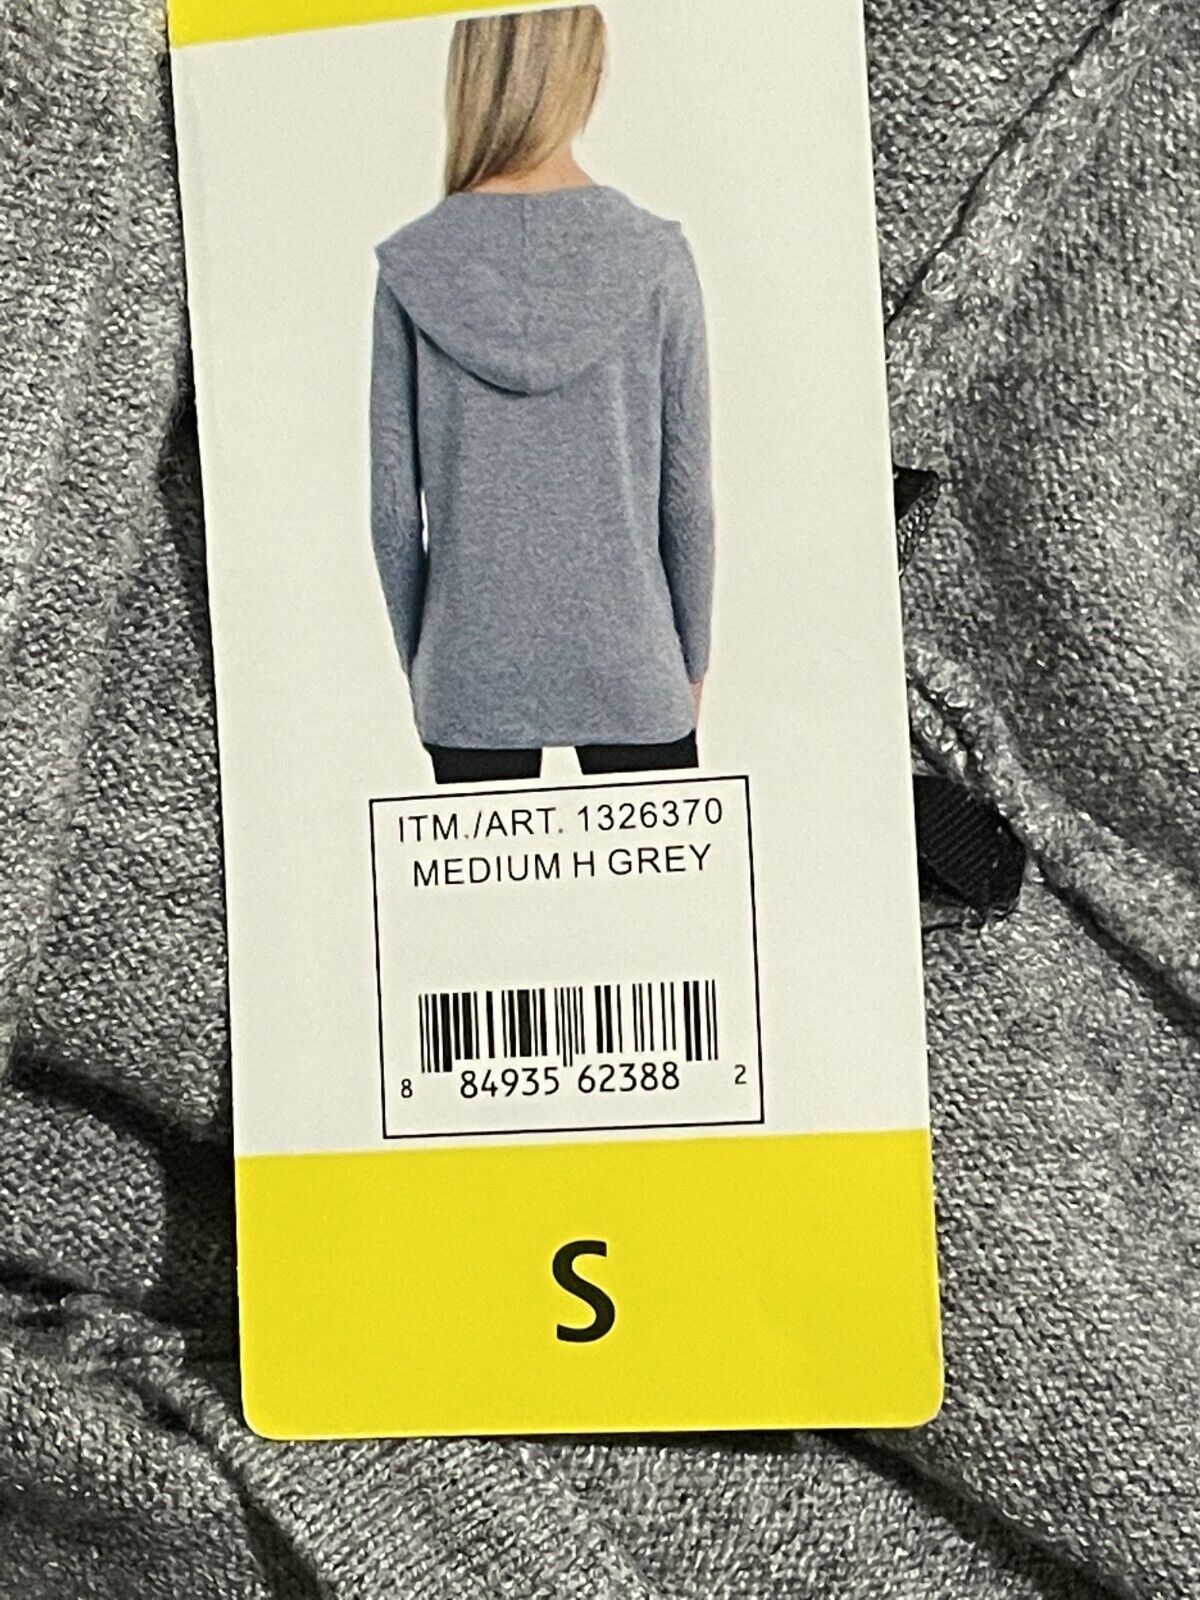 ITM./ART. 1326370
MEDIUM H GREY
8 84935 62388 2
S